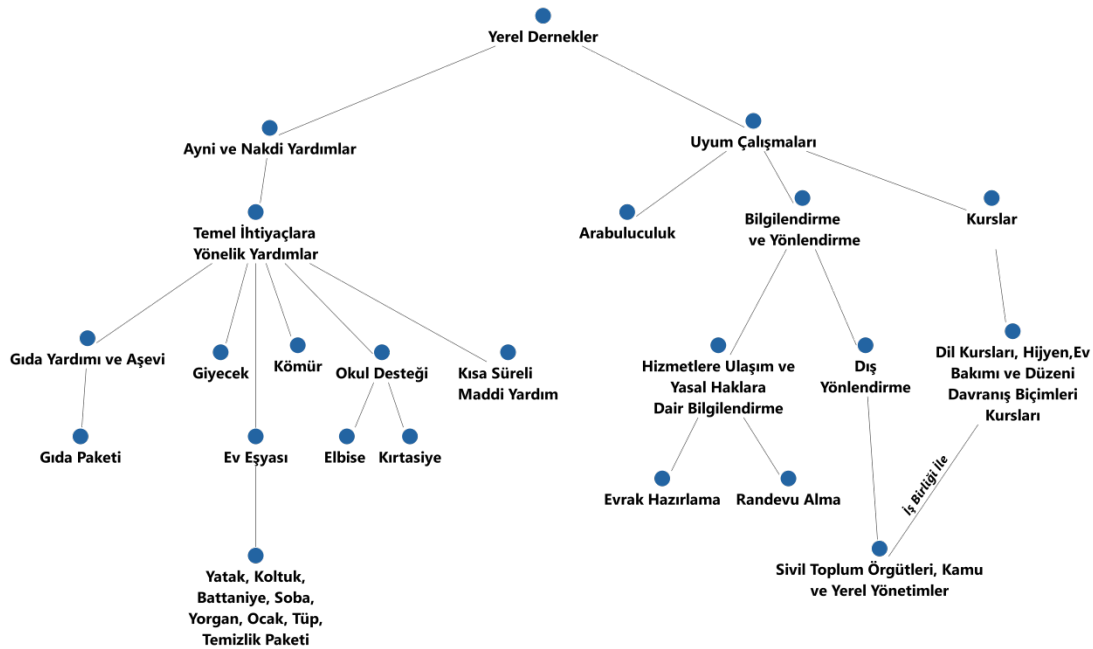 Yerel Dernekler
Ayni ve Nakdi Yardımlar
Uyum Çalışmaları
Temel İhtiyaçlara
Yönelik Yardımlar
Arabuluculuk
Bilgilendirme
ve Yönlendirme
Kurslar
Gıda Yardımı ve Aşevi
Giyecek
Kömür
Okul Desteği
Kısa Süreli
Maddi Yardım
Hizmetlere Ulaşım ve
Yasal Haklara
Dair Bilgilendirme
Dış
Yönlendirme
Dil Kursları, Hijyen,Ev
Bakımı ve Düzeni
Davranış Biçimleri
Kursları
Gıda Paketi
Ev Eşyası
Elbise
Kırtasiye
Evrak Hazırlama
Randevu Alma
İş Birliği İle
Yatak, Koltuk,
Battaniye, Soba,
Yorgan, Ocak, Tüp,
Temizlik Paketi
Sivil Toplum Örgütleri, Kamu
ve Yerel Yönetimler